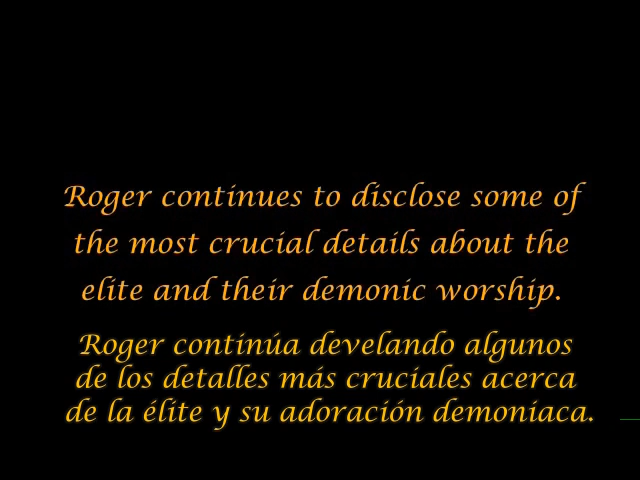 Roger continues to disclose some of
the most crucial details about the
elite and their demonic worship.
Roger continúa develando algunos
de los detalles más cruciales acerca
de la élite y su adoración demoniaca.